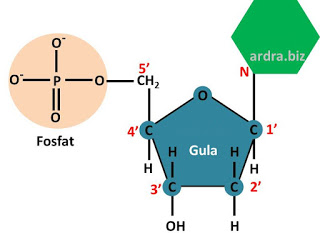 O-
ardra.biz
5'
N
O- P O CH2
O
O
Fosfat
4' C C 1'
Gula
H H H H
3' C C 2'
OH H